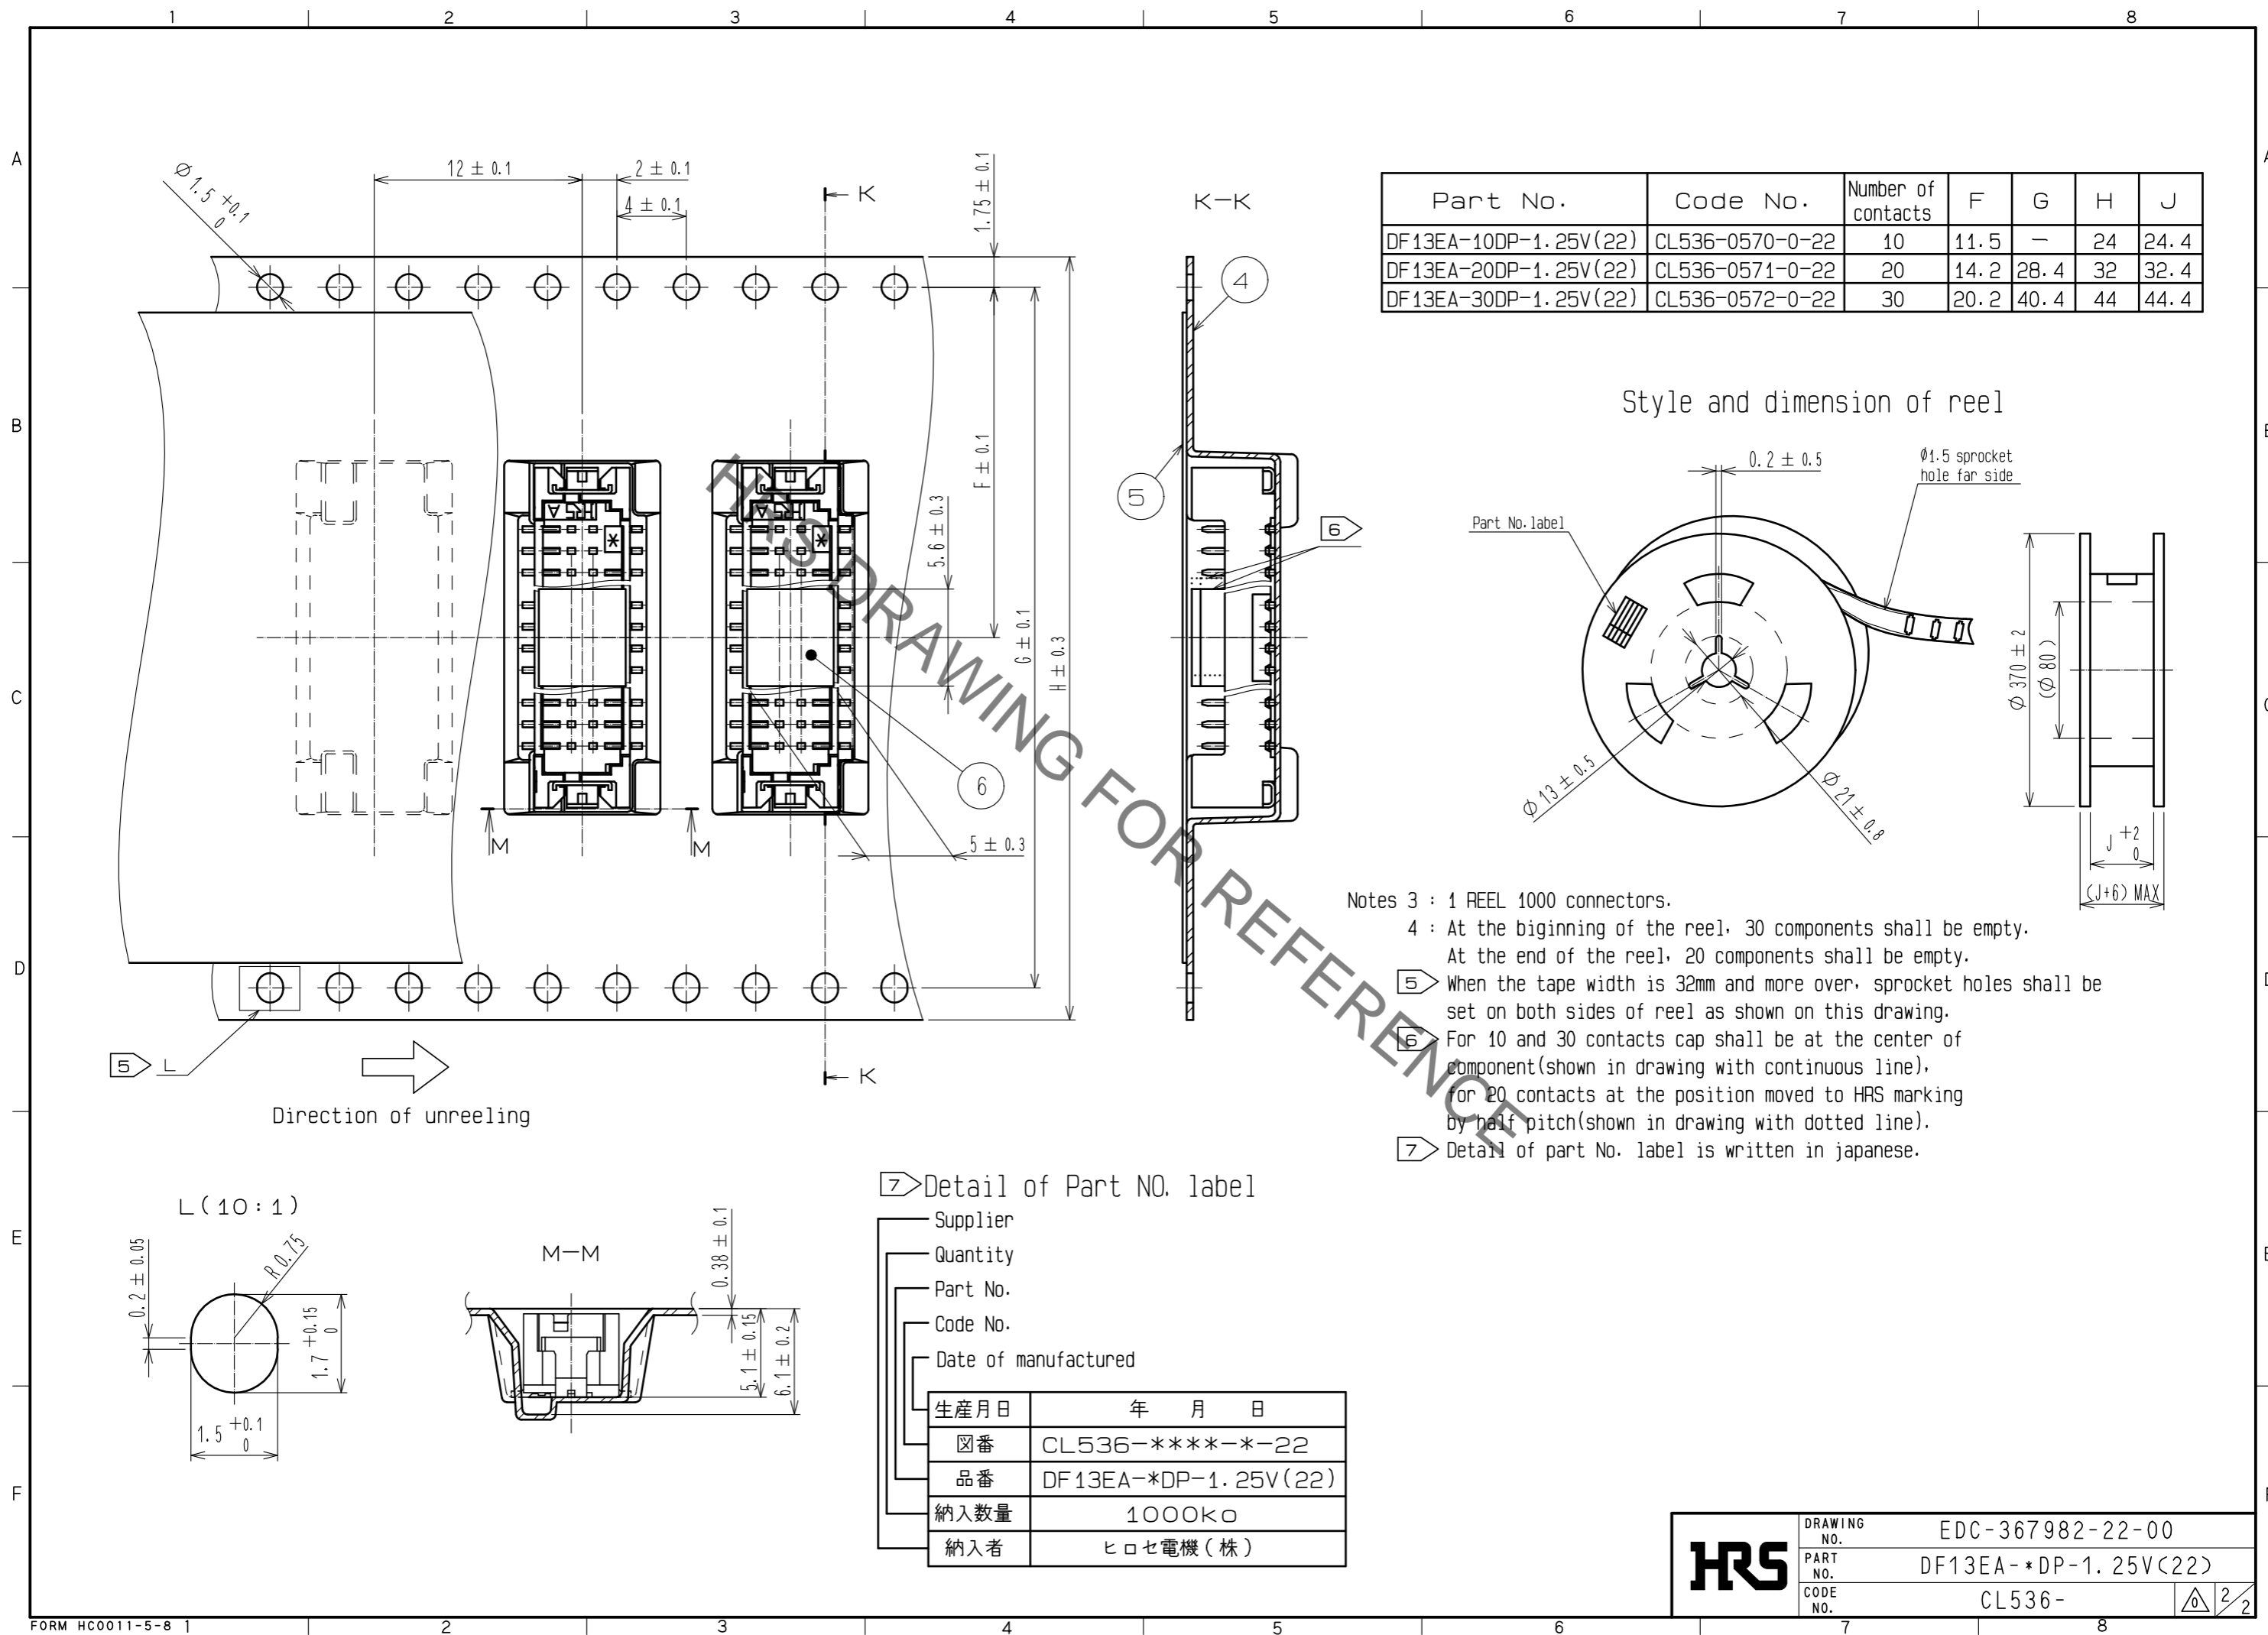 1 2 3 4 5 6 7 8
A
B
C
D
E
F
Ø1.5 +0.1 0
12 ± 0.1
2 ± 0.1
4 ± 0.1
K
1.75 ± 0.1
F ± 0.1
G ± 0.1
H ± 0.3
5.6 ± 0.3
5 ± 0.3
6
M
M
K
5 L
Direction of unreeling
K-K
4
5
6
HRS DRAWING FOR REFERENCE
Part No. Code No. Number of contacts F G H J
DF13EA-10DP-1.25V(22) CL536-0570-0-22 10 11.5 - 24 24.4
DF13EA-20DP-1.25V(22) CL536-0571-0-22 20 14.2 28.4 32 32.4
DF13EA-30DP-1.25V(22) CL536-0572-0-22 30 20.2 40.4 44 44.4
Style and dimension of reel
0.2 ± 0.5
Ø1.5 sprocket
hole far side
Part No. label
Ø 370 ± 2
(Ø 80)
Ø 13 ± 0.5
Ø 21 ± 0.8
J +2 0
(J+6) MAX
Notes 3 : 1 REEL 1000 connectors.
4 : At the biginning of the reel, 30 components shall be empty.
At the end of the reel, 20 components shall be empty.
5 When the tape width is 32mm and more over, sprocket holes shall be
set on both sides of reel as shown on this drawing.
6 For 10 and 30 contacts cap shall be at the center of
component(shown in drawing with continuous line),
for 20 contacts at the position moved to HRS marking
by half pitch(shown in drawing with dotted line).
7 Detail of part No. label is written in japanese.
L(10:1)
0.2 ± 0.05
R 0.75
1.7 +0.15 0
1.5 +0.1 0
M-M
0.38 ± 0.1
5.1 ± 0.15
6.1 ± 0.2
7 Detail of Part NO. label
Supplier
Quantity
Part No.
Code No.
Date of manufactured
生産月日 年 月 日
図番 CL536-****-*-22
品番 DF13EA-*DP-1.25V(22)
納入数量 1000ko
納入者 ヒロセ電機(株)
HRS
DRAWING NO. EDC-367982-22-00
PART NO. DF13EA-*DP-1.25V(22)
CODE NO. CL536- 0 2/2
FORM HC0011-5-8 1 2 3 4 5 6 7 8